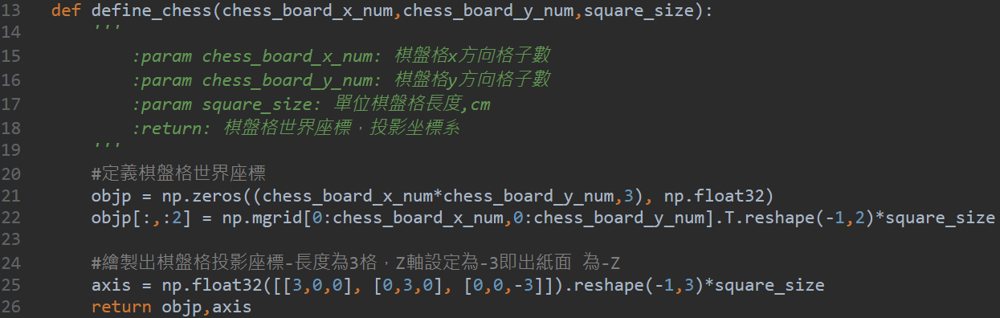 13 def define_chess(chess_board_x_num,chess_board_y_num,square_size):
14 '''
15 :param chess_board_x_num: 棋盤格x方向格子數
16 :param chess_board_y_num: 棋盤格y方向格子數
17 :param square_size: 單位棋盤格長度,cm
18 :return: 棋盤格世界座標，投影坐標系
19 '''
20 #定義棋盤格世界座標
21 objp = np.zeros((chess_board_x_num*chess_board_y_num,3), np.float32)
22 objp[:,:2] = np.mgrid[0:chess_board_x_num,0:chess_board_y_num].T.reshape(-1,2)*square_size
23
24 #繪製出棋盤格投影座標-長度為3格，Z軸設定為-3即出紙面 為-Z
25 axis = np.float32([[3,0,0], [0,3,0], [0,0,-3]]).reshape(-1,3)*square_size
26 return objp,axis